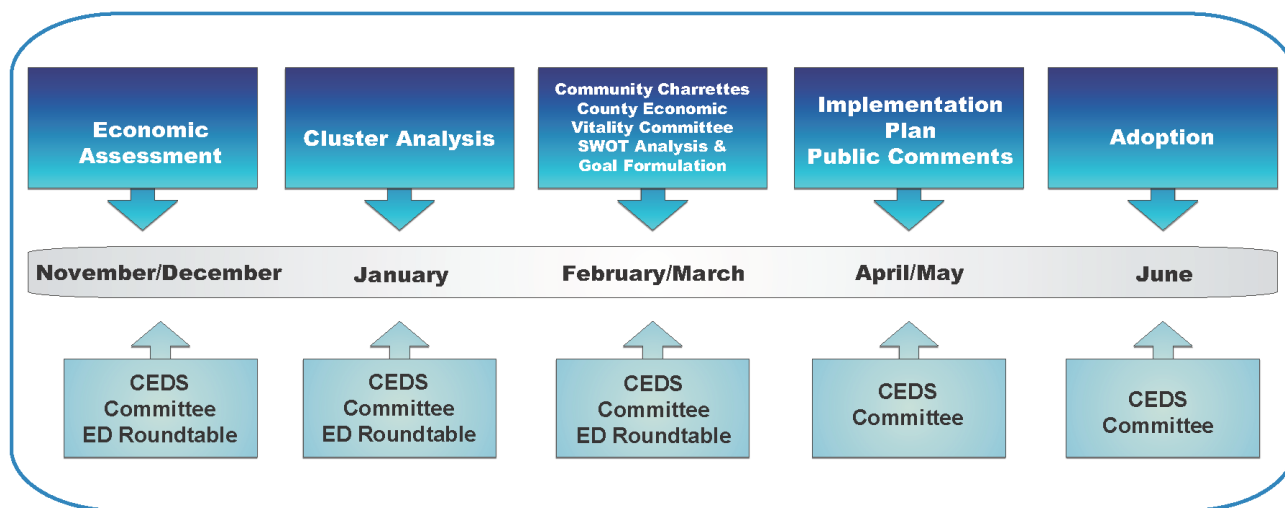 Economic
Assessment
Cluster Analysis
Community Charrettes
County Economic
Vitality Committee
SWOT Analysis &
Goal Formulation
Implementation
Plan
Public Comments
Adoption
November/December
January
February/March
April/May
June
CEDS
Committee
ED Roundtable
CEDS
Committee
ED Roundtable
CEDS
Committee
ED Roundtable
CEDS
Committee
CEDS
Committee